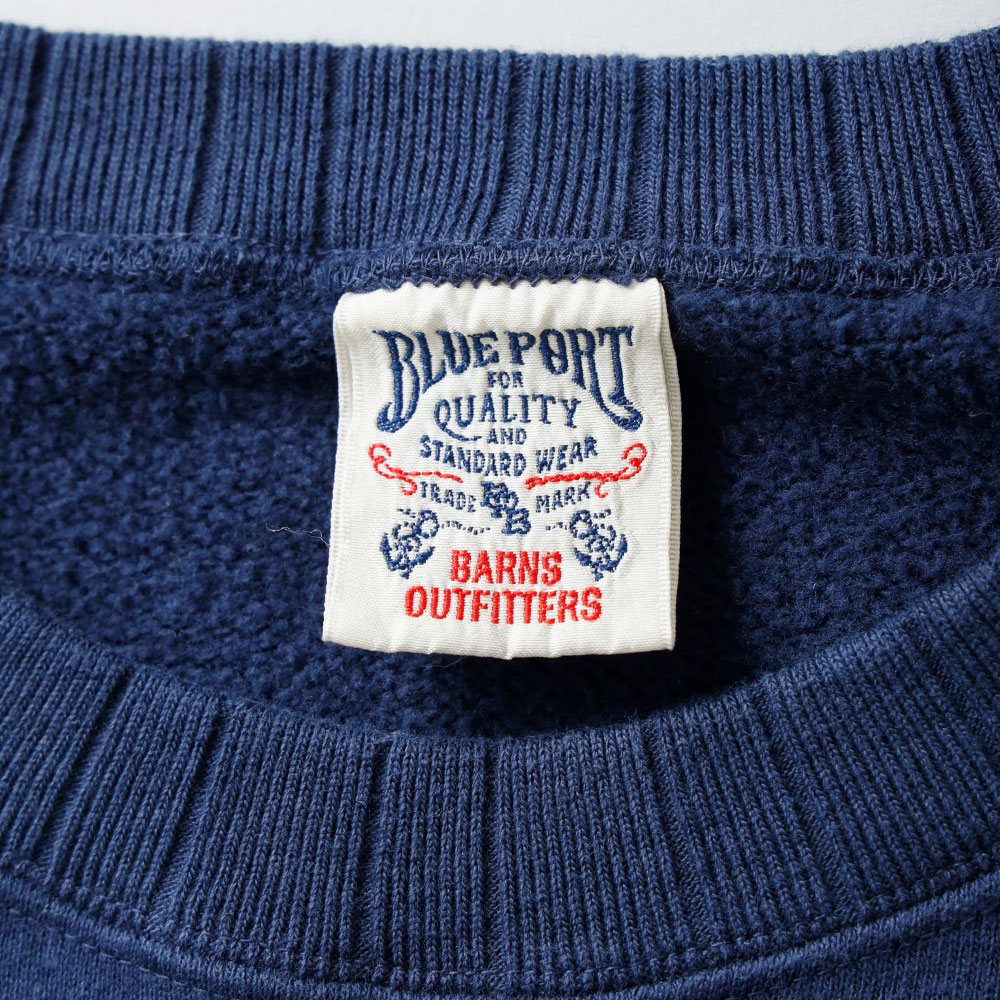 BLUE PORT
FOR
QUALITY
AND
STANDARD WEAR
TRADE MARK
BARNS
OUTFITTERS